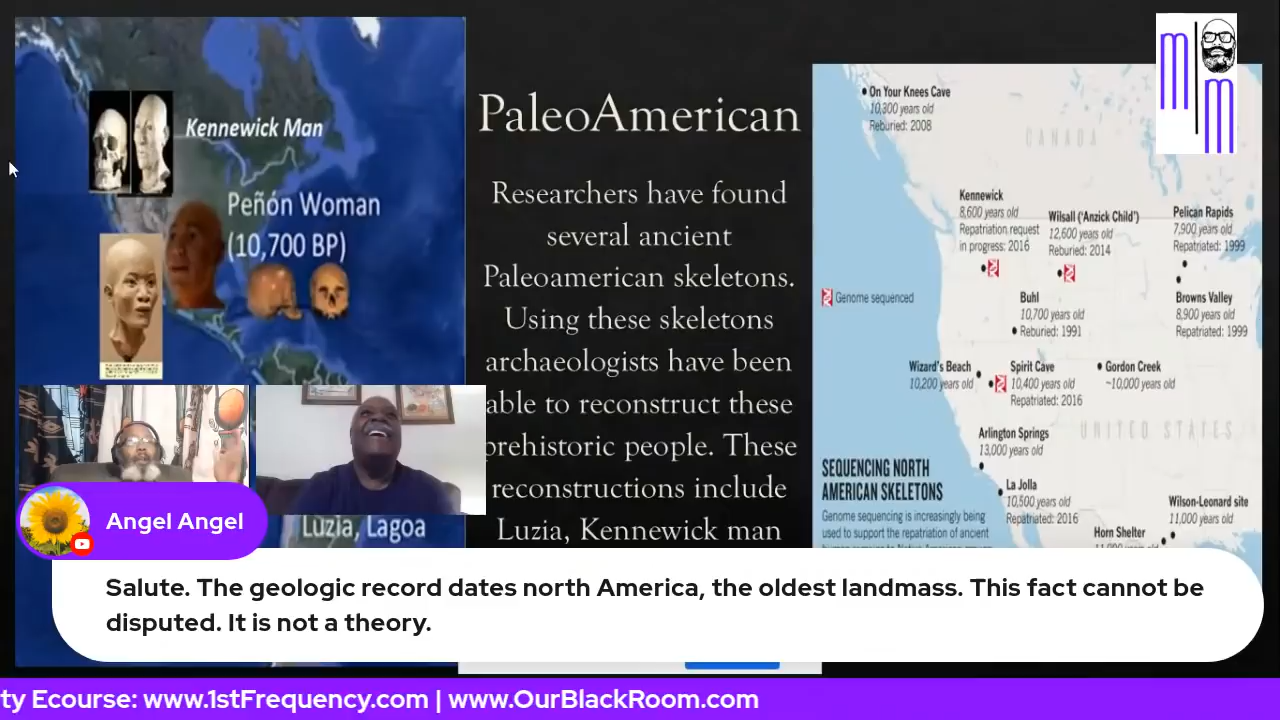 Kennewick Man
Peñón Woman
(10,700 BP)
Luzia, Lagoa
PaleoAmerican
Researchers have found
several ancient
Paleoamerican skeletons.
Using these skeletons
archaeologists have been
able to reconstruct these
prehistoric people. These
reconstructions include
Luzia, Kennewick man
m
m
On Your Knees Cave
10,300 years old
Reburied: 2008
CANADA
Kennewick
8,600 years old
Repatriation request
in progress: 2016
Wilsall (‘Anzick Child’)
12,600 years old
Reburied: 2014
Pelican Rapids
7,900 years old
Repatriated: 1999
Genome sequenced
Buhl
10,700 years old
Reburied: 1991
Browns Valley
8,900 years old
Repatriated: 1999
Wizard's Beach
10,200 years old
Spirit Cave
10,400 years old
Repatriated: 2016
Gordon Creek
~10,000 years old
Arlington Springs
13,000 years old
UNITED STATES
La Jolla
10,500 years old
Repatriated: 2016
Wilson-Leonard site
11,000 years old
Horn Shelter
SEQUENCING NORTH
AMERICAN SKELETONS
Genome sequencing is increasingly being
used to support the repatriation of ancient
Angel Angel
Salute. The geologic record dates north America, the oldest landmass. This fact cannot be
disputed. It is not a theory.
ty Ecourse: www.1stFrequency.com | www.OurBlackRoom.com